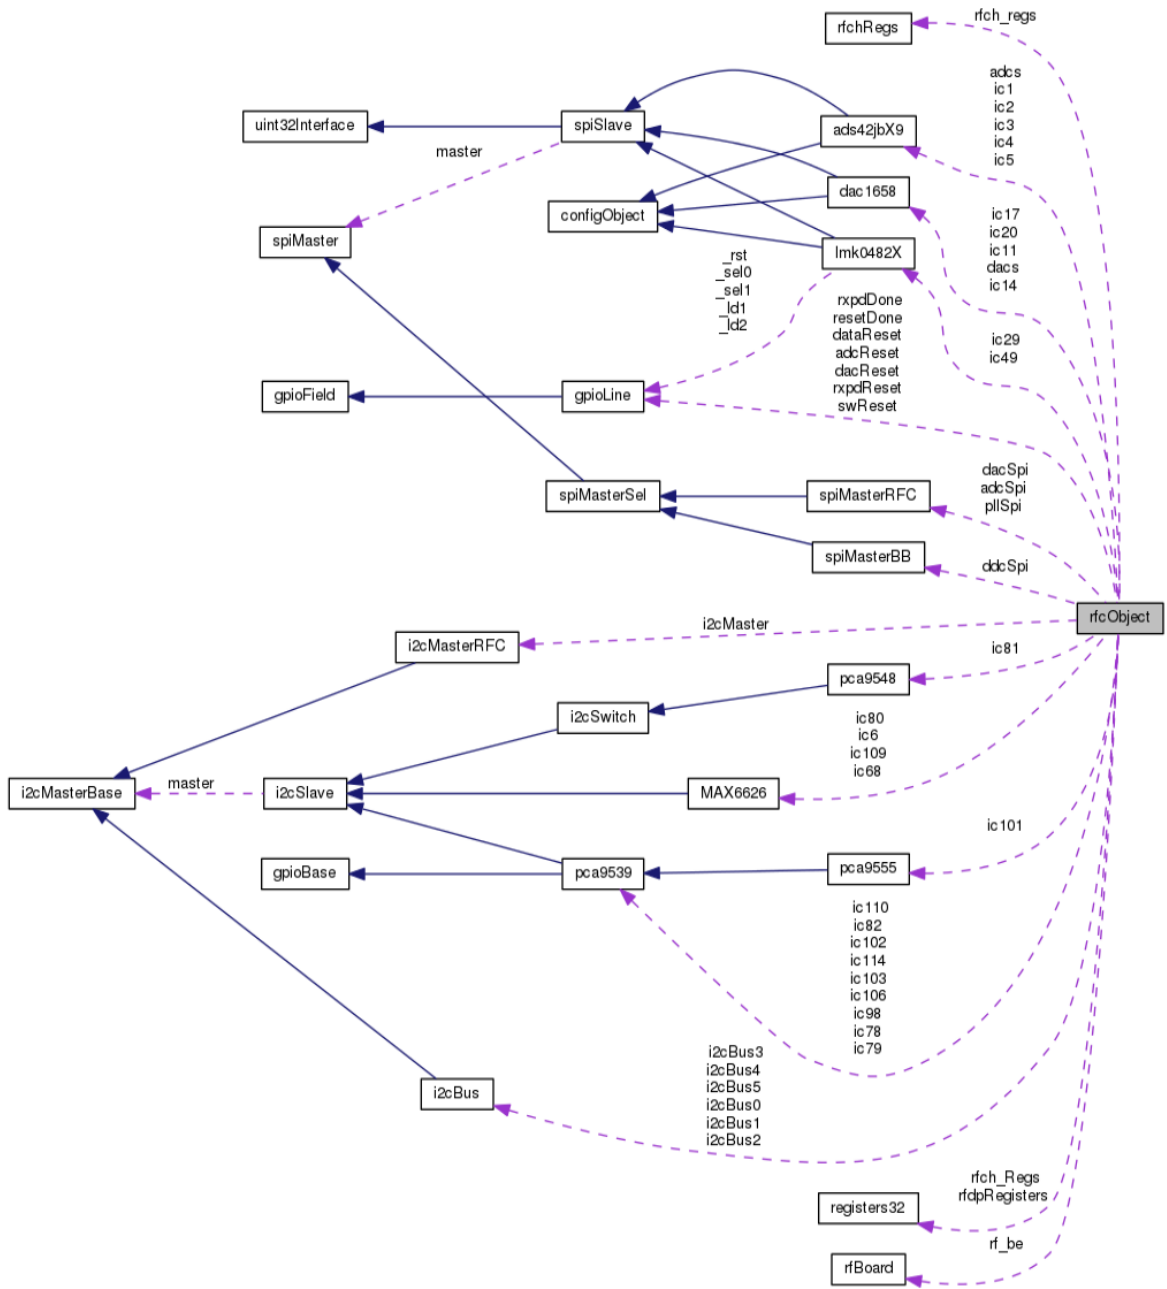 rfch_regs
rfchRegs
adcs
ic1
ic2
ic3
ic4
ic5
uint32Interface
spiSlave
ads42jbX9
master
dac1658
configObject
ic17
ic20
ic11
dacs
ic14
spiMaster
lmk0482X
_rst
_sel0
_sel1
_ld1
_ld2
rxpdDone
resetDone
dataReset
adcReset
dacReset
rxpdReset
swReset
ic29
ic49
gpioField
gpioLine
dacSpi
adcSpi
pllSpi
spiMasterSel
spiMasterRFC
spiMasterBB
ddcSpi
rfcObject
i2cMaster
i2cMasterRFC
ic81
pca9548
i2cSwitch
ic80
ic6
ic109
ic68
i2cMasterBase
master
i2cSlave
MAX6626
ic101
gpioBase
pca9539
pca9555
ic110
ic82
ic102
ic114
ic103
ic106
ic98
ic78
ic79
i2cBus3
i2cBus4
i2cBus5
i2cBus0
i2cBus1
i2cBus2
i2cBus
rfch_Regs
rfdpRegisters
registers32
rf_be
rfBoard